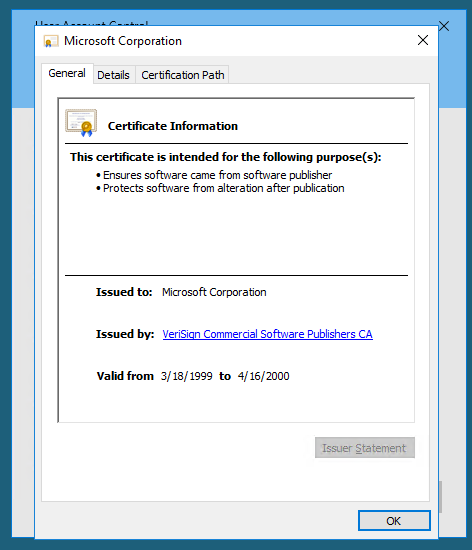 User Account Control
Microsoft Corporation
General
Details
Certification Path
Certificate Information
This certificate is intended for the following purpose(s):
• Ensures software came from software publisher
• Protects software from alteration after publication
Issued to: Microsoft Corporation
Issued by: VeriSign Commercial Software Publishers CA
Valid from 3/18/1999 to 4/16/2000
Issuer Statement
OK